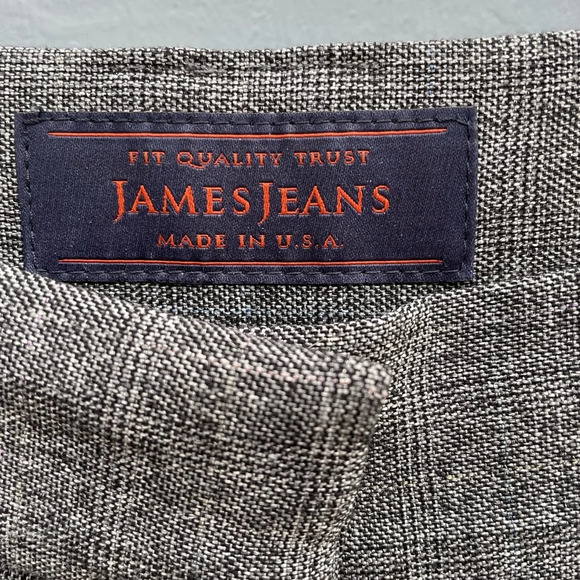 FIT QUALITY TRUST
JAMES JEANS
MADE IN U.S.A.